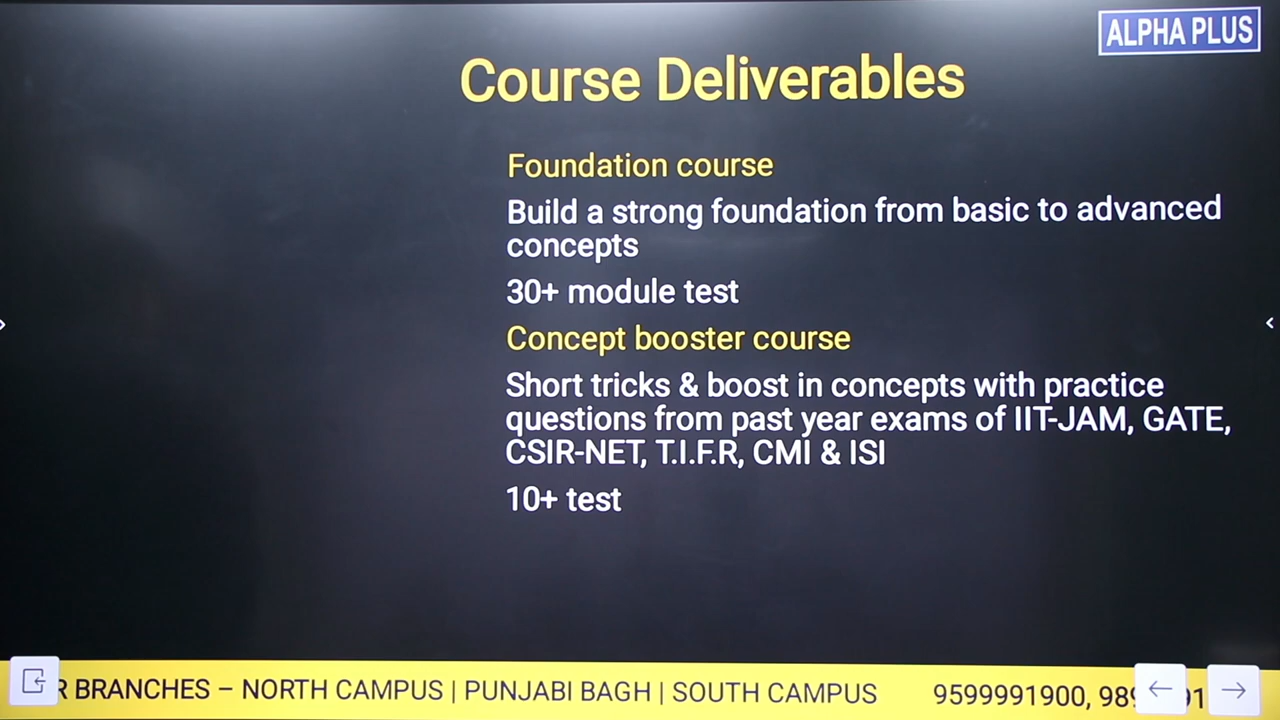 ALPHA PLUS
Course Deliverables
Foundation course
Build a strong foundation from basic to advanced
concepts
30+ module test
Concept booster course
Short tricks & boost in concepts with practice
questions from past year exams of IIT-JAM, GATE,
CSIR-NET, T.I.F.R, CMI & ISI
10+ test
BRANCHES – NORTH CAMPUS | PUNJABI BAGH | SOUTH CAMPUS 9599991900,